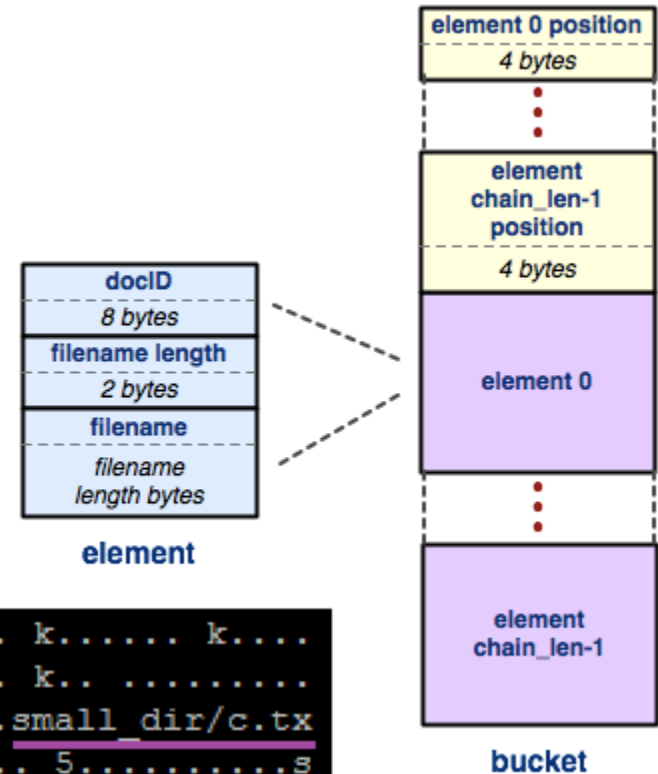 element 0 position
4 bytes
element
chain_len-1
position
4 bytes
docID
8 bytes
filename length
2 bytes
filename
filename
length bytes
element
element 0
element
chain_len-1
bucket
. k...... k....
. k.. .........
.small_dir/c.tx
.. 5..........s